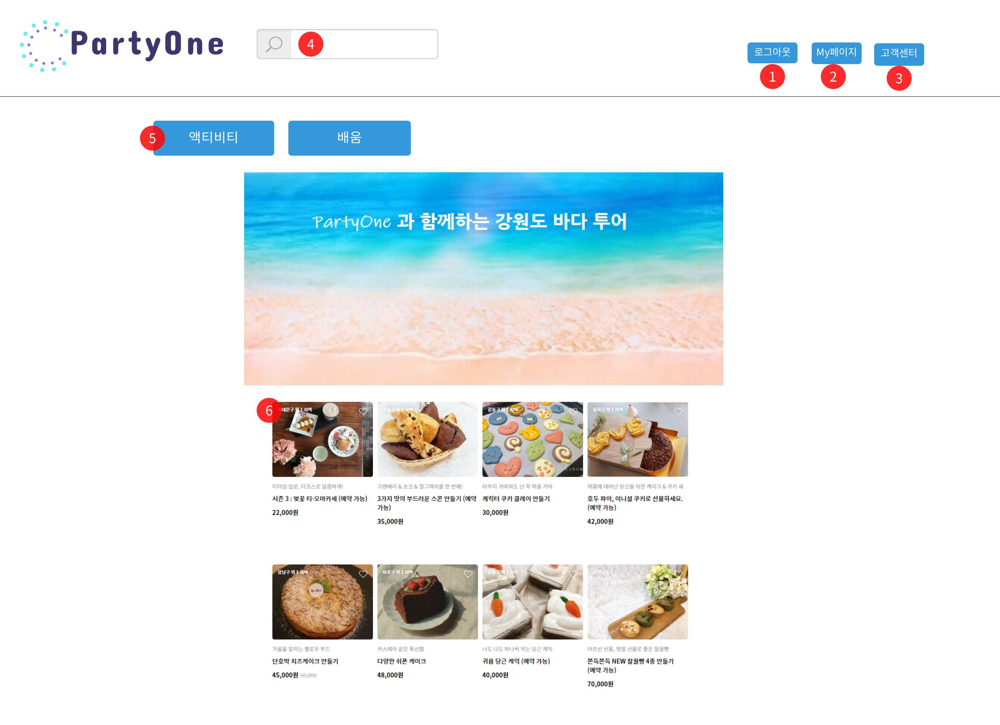 PartyOne
4
로그아웃 My페이지 고객센터
1 2 3
5 액티비티 배움
PartyOne 과 함께하는 강원도 바다 투어
6 서대문구 외 1 지역 성동구 외 1 지역 강동구 외 1 지역 동작구 외 1 지역
티타임 입문, 티코스로 달콤하게!
시즌 3 : 벚꽃 티·오마카세 (예약 가능)
22,000원
크랜베리 & 초코 & 얼그레이를 한 번에!
3가지 맛의 부드러운 스콘 만들기 (예약
가능)
35,000원
아무리 귀여워도 넌 꼭 먹을 거야
캐릭터 쿠키 클레이 만들기
30,000원
여름에 태어난 당신을 위한 케이크 & 쿠키 세
호두 파이, 이니셜 쿠키로 선물하세요.
(예약 가능)
42,000원
강남구 외 1 지역 마포구 외 1 지역 강동구 외 1 지역 인천남동구
가을을 알리는 옐로우 푸드
단호박 치즈케이크 만들기
45,000원 50,000
카스테라 같은 폭신함
다양한 쉬폰 케이크
48,000원
너도 나도 하나씩 먹는 당근 케익
귀욤 당근 케익 (예약 가능)
40,000원
어르신 선물, 명절 선물로 좋은 찰꿀빵
쫀득쫀득 NEW 찰꿀빵 4종 만들기
(예약 가능)
70,000원